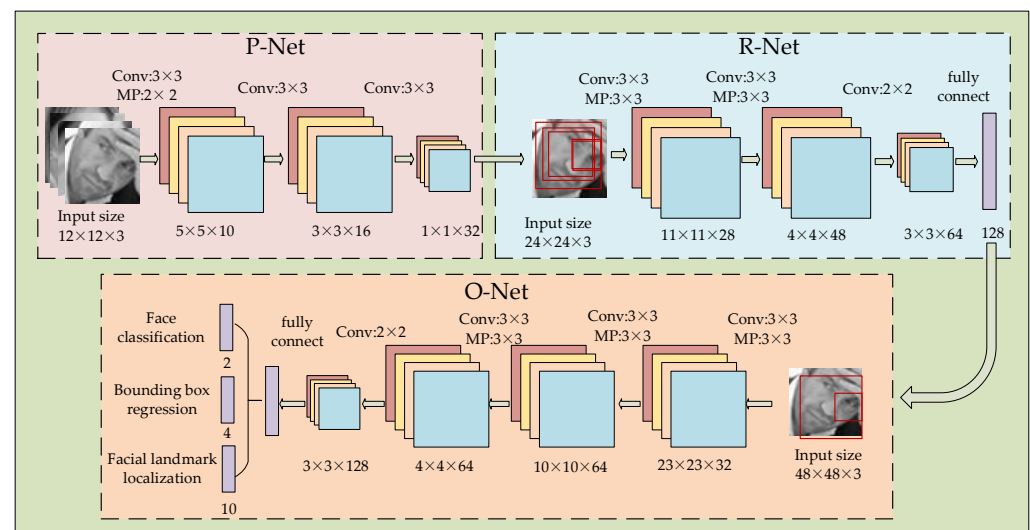 P-Net
Conv:3×3
MP:2×2
Conv:3×3
Conv:3×3
Input size
12×12×3
5×5×10
3×3×16
1×1×32
R-Net
Conv:3×3
MP:3×3
Conv:3×3
MP:3×3
Conv:2×2
fully
connect
Input size
24×24×3
11×11×28
4×4×48
3×3×64
128
O-Net
Face
classification
2
Bounding box
regression
4
Facial landmark
localization
10
fully
connect
Conv:2×2
Conv:3×3
MP:3×3
Conv:3×3
MP:3×3
Conv:3×3
MP:3×3
3×3×128
4×4×64
10×10×64
23×23×32
Input size
48×48×3